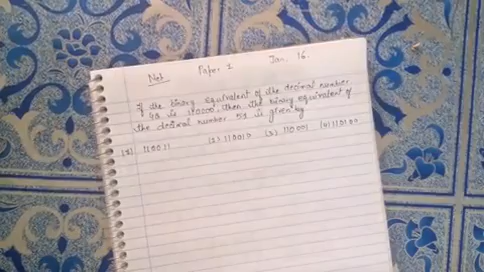 Net Paper 1 Jan. 16.
If the binary equivalent of the decimal number
48 is 110000, then the binary equivalent of
the decimal number 51 is given by
(1) 110011 (2) 110010 (3) 110001 (4) 110100